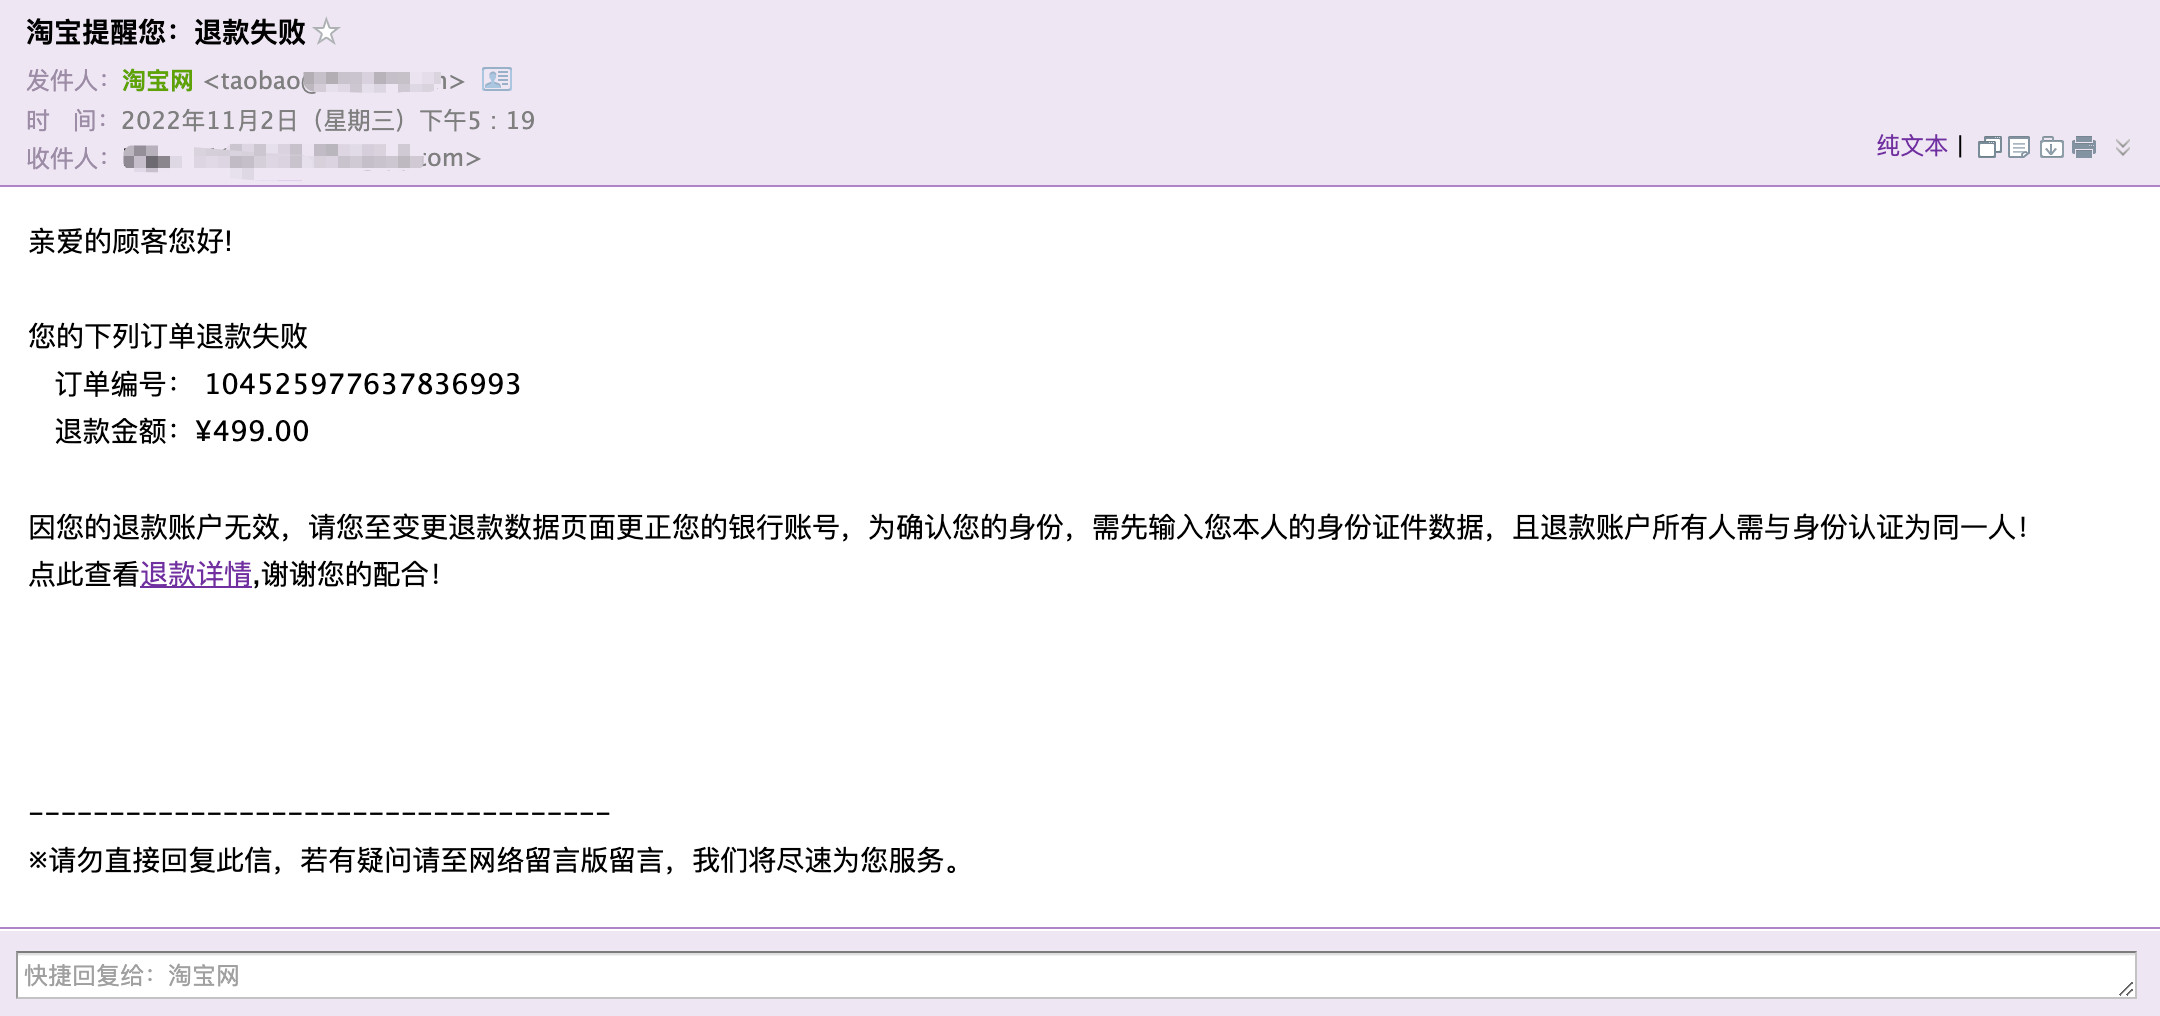 淘宝提醒您：退款失败
发件人：淘宝网 <taobao@
时 间：2022年11月2日（星期三）下午5：19
收件人：com>
纯文本 |
亲爱的顾客您好!
您的下列订单退款失败
订单编号： 104525977637836993
退款金额：¥499.00
因您的退款账户无效，请您至变更退款数据页面更正您的银行账号，为确认您的身份，需先输入您本人的身份证件数据，且退款账户所有人需与身份认证为同一人！
点此查看退款详情,谢谢您的配合！
------------------------------------
※请勿直接回复此信，若有疑问请至网络留言版留言，我们将尽速为您服务。
快捷回复给：淘宝网